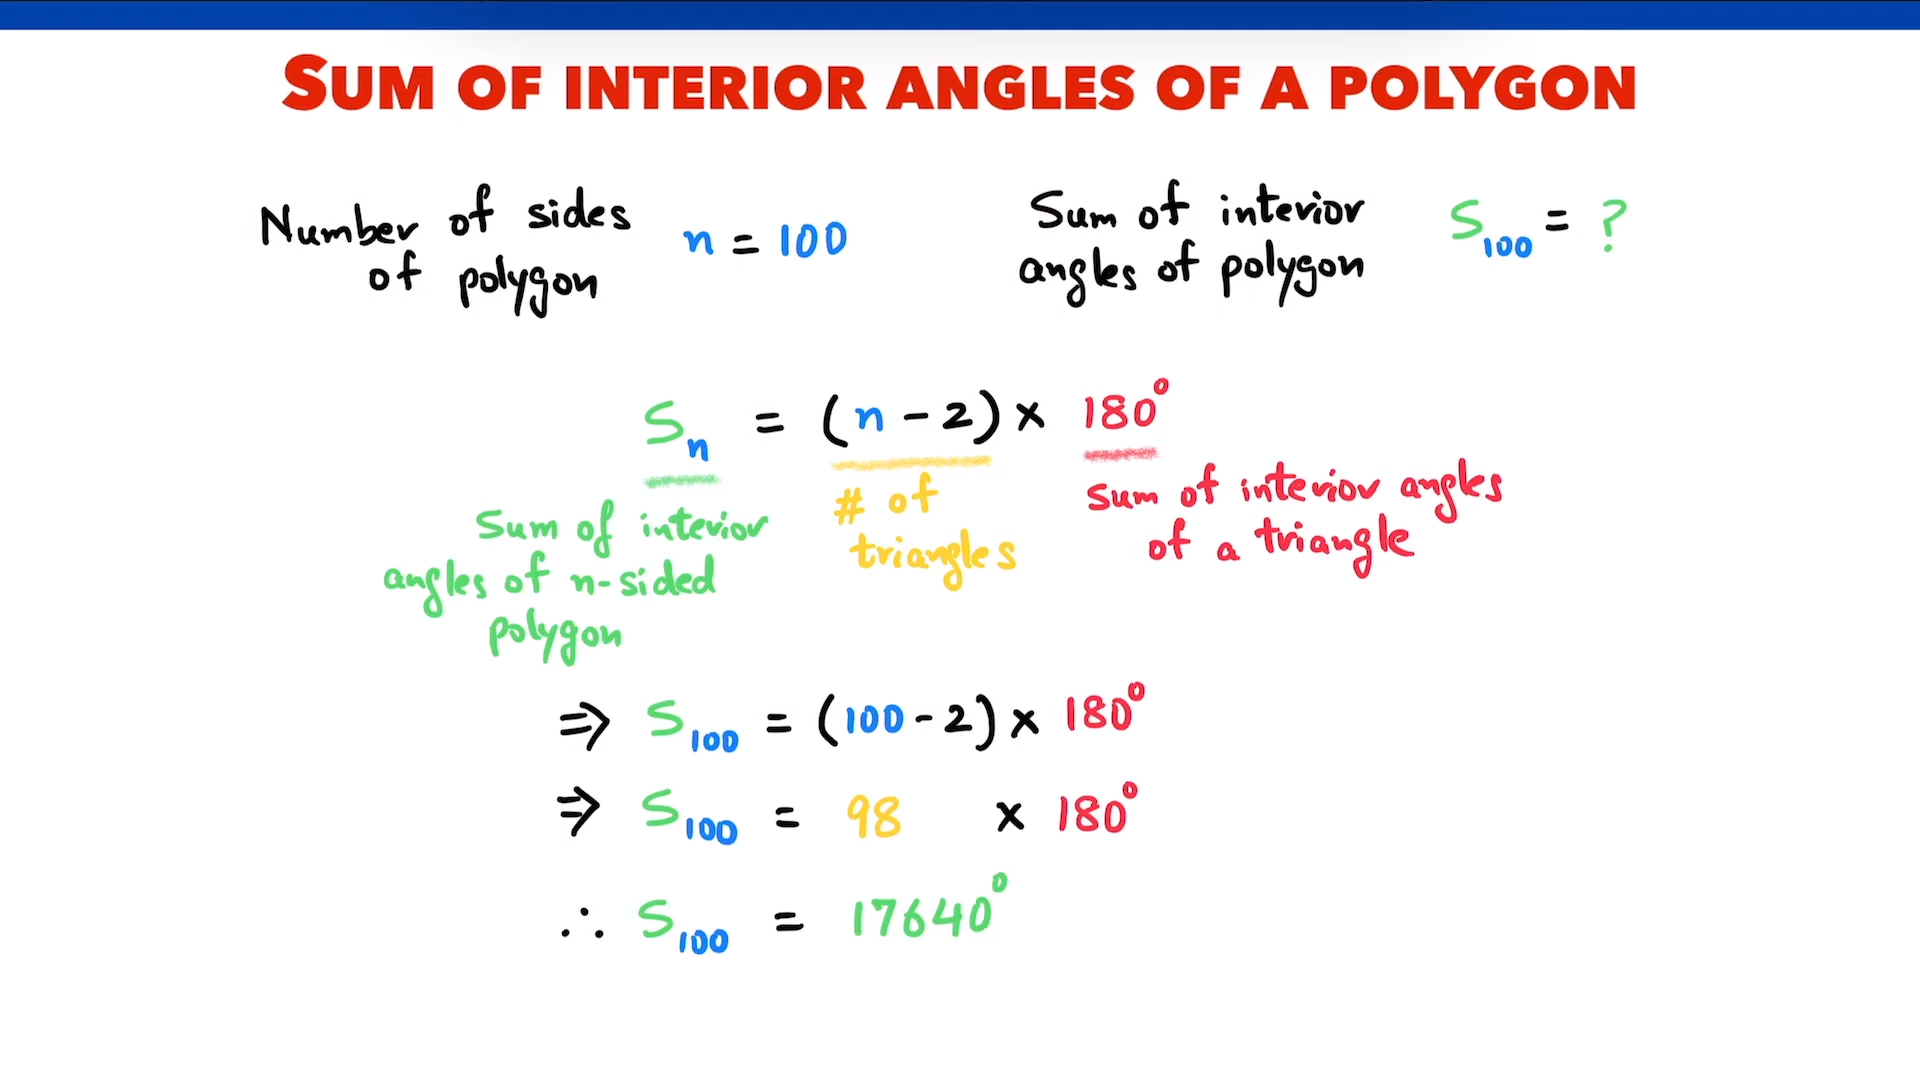 SUM OF INTERIOR ANGLES OF A POLYGON
Number of sides
of polygon
n = 100
Sum of interior
angles of polygon
S₁₀₀ = ?
Sₙ = (n - 2) × 180°
Sum of interior
angles of n-sided
polygon
# of
triangles
Sum of interior angles
of a triangle
⇒ S₁₀₀ = (100 - 2) × 180°
⇒ S₁₀₀ = 98 × 180°
∴ S₁₀₀ = 17640°